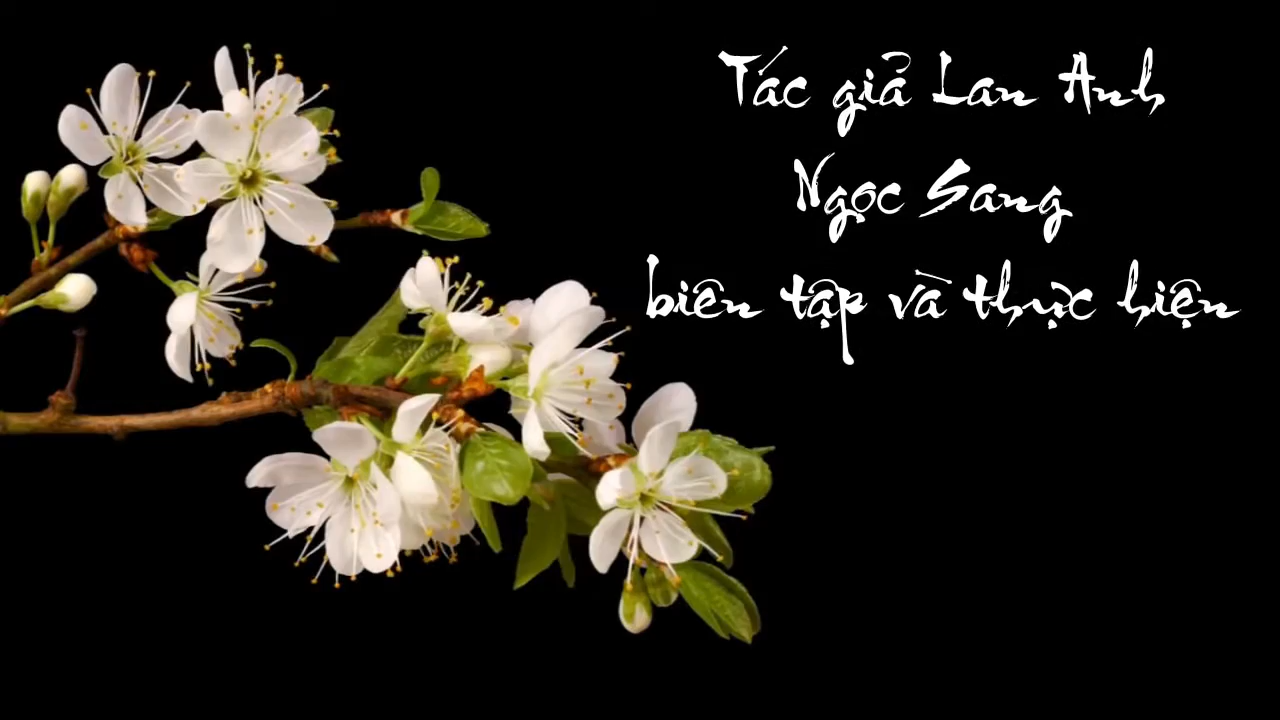 Tác giả Lan Anh
Ngọc Sang
biên tập và thực hiện